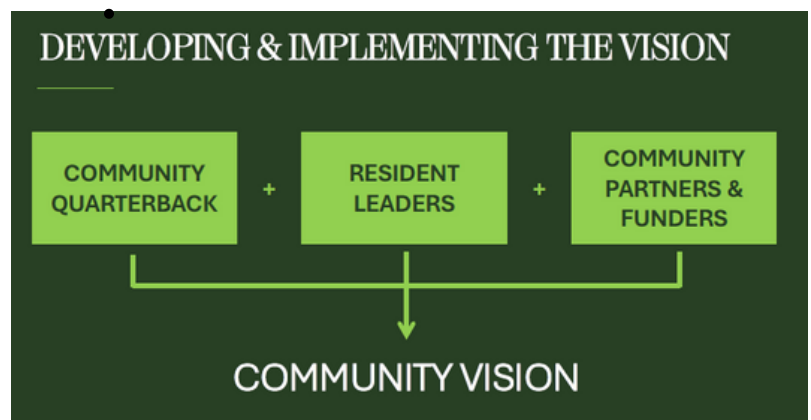 DEVELOPING & IMPLEMENTING THE VISION
COMMUNITY
QUARTERBACK
+
RESIDENT
LEADERS
+
COMMUNITY
PARTNERS &
FUNDERS
COMMUNITY VISION